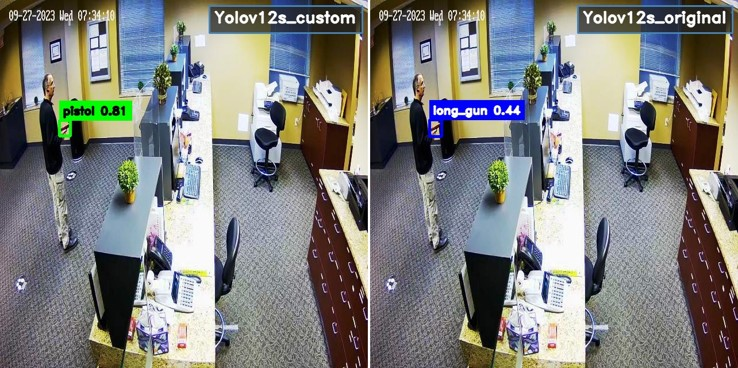 09-27-2023 Wed 07:34:10
Yolov12s_custom
pistol 0.81
09-27-2023 Wed 07:34:10
Yolov12s_original
long_gun 0.44